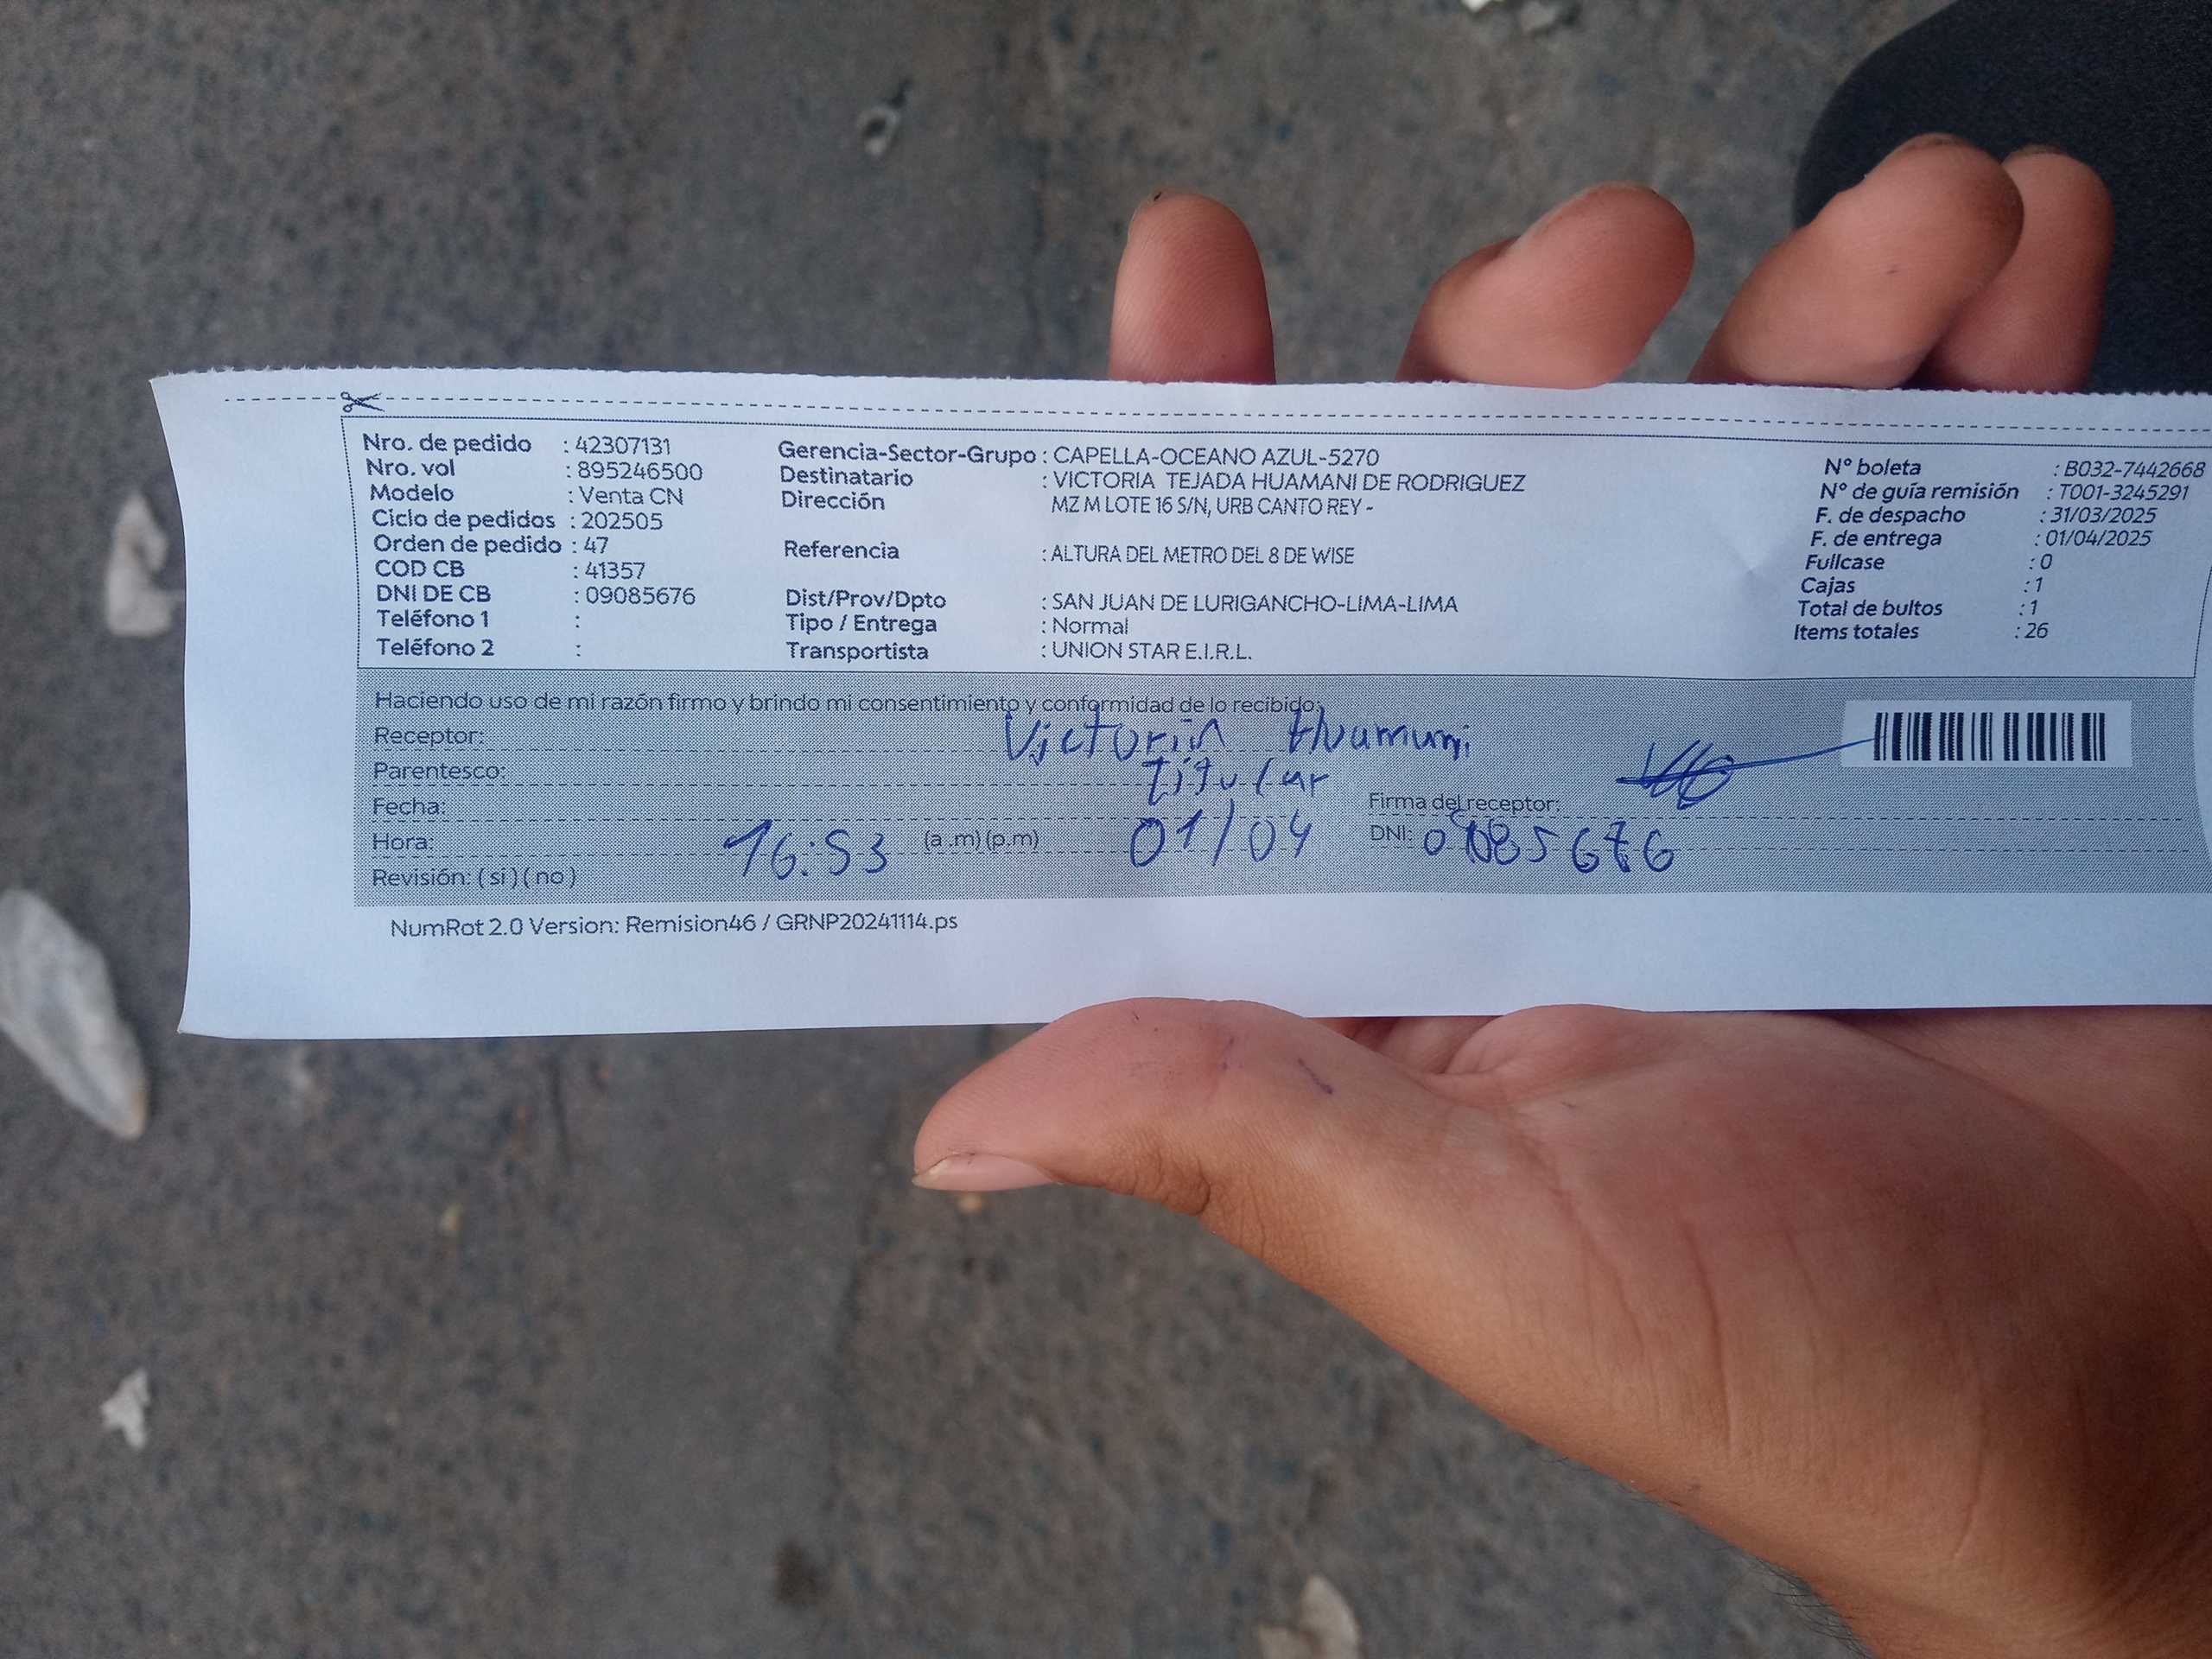 Nro. de pedido : 42307131
Nro. vol : 895246500
Modelo : Venta CN
Ciclo de pedidos : 202505
Orden de pedido : 47
COD CB : 41357
DNI DE CB : 09085676
Teléfono 1 :
Teléfono 2 :
Gerencia-Sector-Grupo : CAPELLA-OCEANO AZUL-5270
Destinatario : VICTORIA TEJADA HUAMANI DE RODRIGUEZ
Dirección MZ M LOTE 16 S/N, URB CANTO REY -
Referencia : ALTURA DEL METRO DEL 8 DE WISE
Dist/Prov/Dpto : SAN JUAN DE LURIGANCHO-LIMA-LIMA
Tipo / Entrega : Normal
Transportista : UNION STAR E.I.R.L.
N° boleta : B032-7442668
N° de guía remisión : T001-3245291
F. de despacho : 31/03/2025
F. de entrega : 01/04/2025
Fullcase : 0
Cajas : 1
Total de bultos : 1
Items totales : 26
Haciendo uso de mi razón firmo y brindo mi consentimiento y conformidad de lo recibido:
Receptor: Victoria Huamani
Parentesco: titular
Fecha: 01/04
Firma del receptor:
Hora: 16:53 (a.m)(p.m)
DNI: 09085676
Revisión: (si)(no)
NumRot 2.0 Version: Remision46 / GRNP20241114.ps